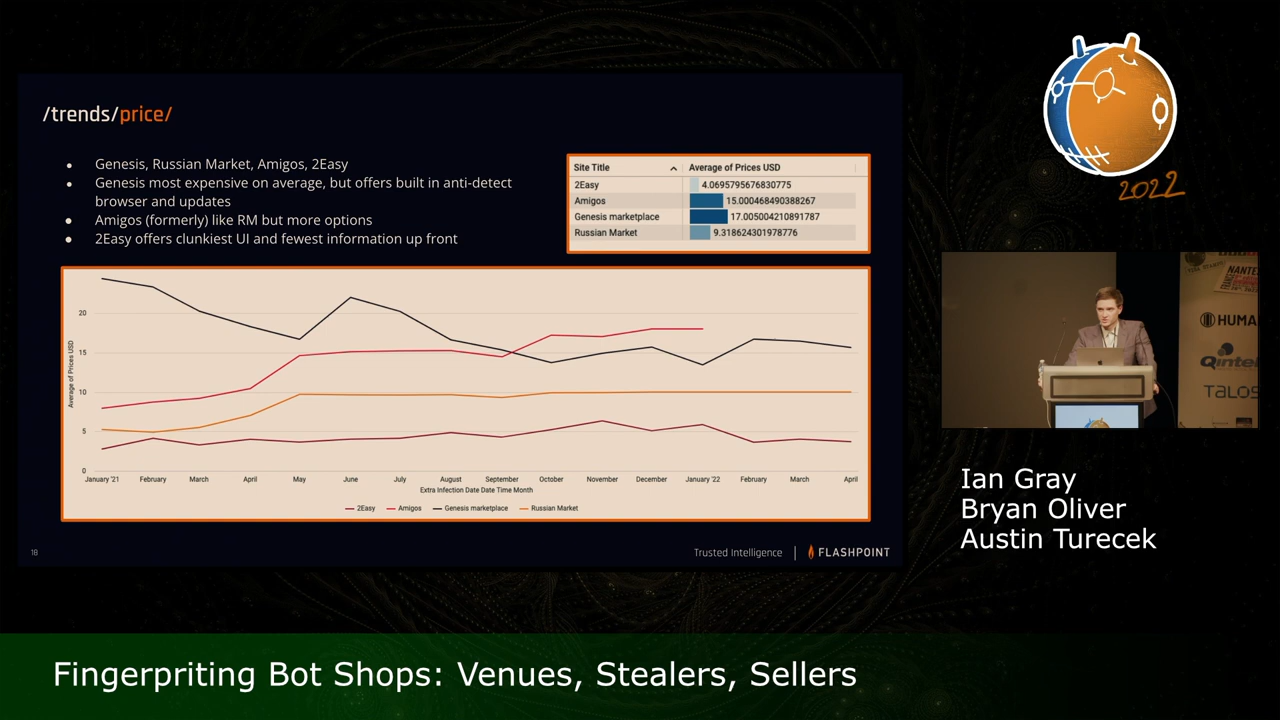 /trends/price/
● Genesis, Russian Market, Amigos, 2Easy
● Genesis most expensive on average, but offers built in anti-detect
browser and updates
● Amigos (formerly) like RM but more options
● 2Easy offers clunkiest UI and fewest information up front
Site Title Average of Prices USD
2Easy 4.0695795676830775
Amigos 15.000468490388267
Genesis marketplace 17.005004210891787
Russian Market 9.318624301978776
Average of Prices USD
20
15
10
5
0
January '21 February March April May June July August September October November December January '22 February March April
Extra Infection Date Date Time Month
2Easy Amigos Genesis marketplace Russian Market
18
Trusted Intelligence | FLASHPOINT
2022
NANTES
HUMA
Qintel
TALOS
Ian Gray
Bryan Oliver
Austin Turecek
Fingerpriting Bot Shops: Venues, Stealers, Sellers